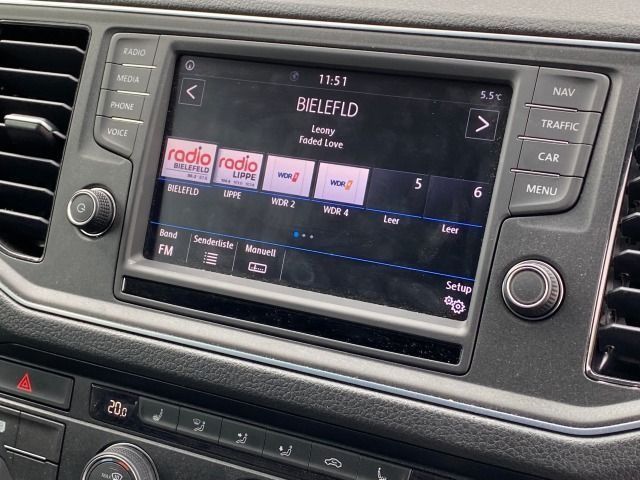 RADIO
MEDIA
PHONE
VOICE
11:51
5.5°C
BIELEFLD
Leony
Faded Love
radio
BIELEFELD
BIELEFLD
radio
LIPPE
LIPPE
WDR 2
WDR 2
WDR 4
WDR 4
5
Leer
6
Leer
Band
FM
Senderliste
Manuell
Setup
NAV
TRAFFIC
CAR
MENU
20.0
MAX